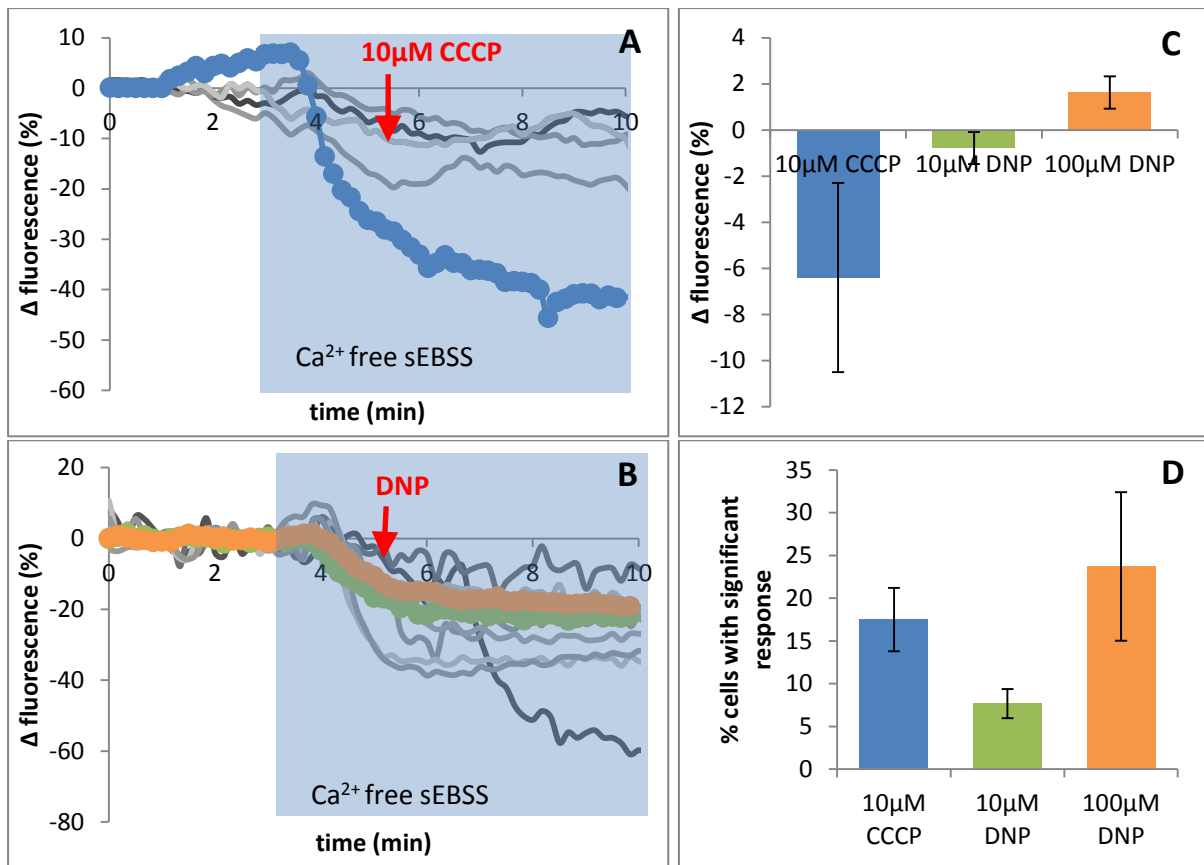 A
10µM CCCP
Δ fluorescence (%)
10
0
-10
-20
-30
-40
-50
-60
0
2
4
6
8
10
Ca²⁺ free sEBSS
time (min)
C
Δ fluorescence (%)
4
2
0
-2
-4
-6
-8
-10
-12
10µM CCCP
10µM DNP
100µM DNP
B
DNP
Δ fluorescence (%)
20
0
-20
-40
-60
-80
0
2
4
6
8
10
Ca²⁺ free sEBSS
time (min)
D
% cells with significant
response
35
30
25
20
15
10
5
0
10µM
CCCP
10µM
DNP
100µM
DNP